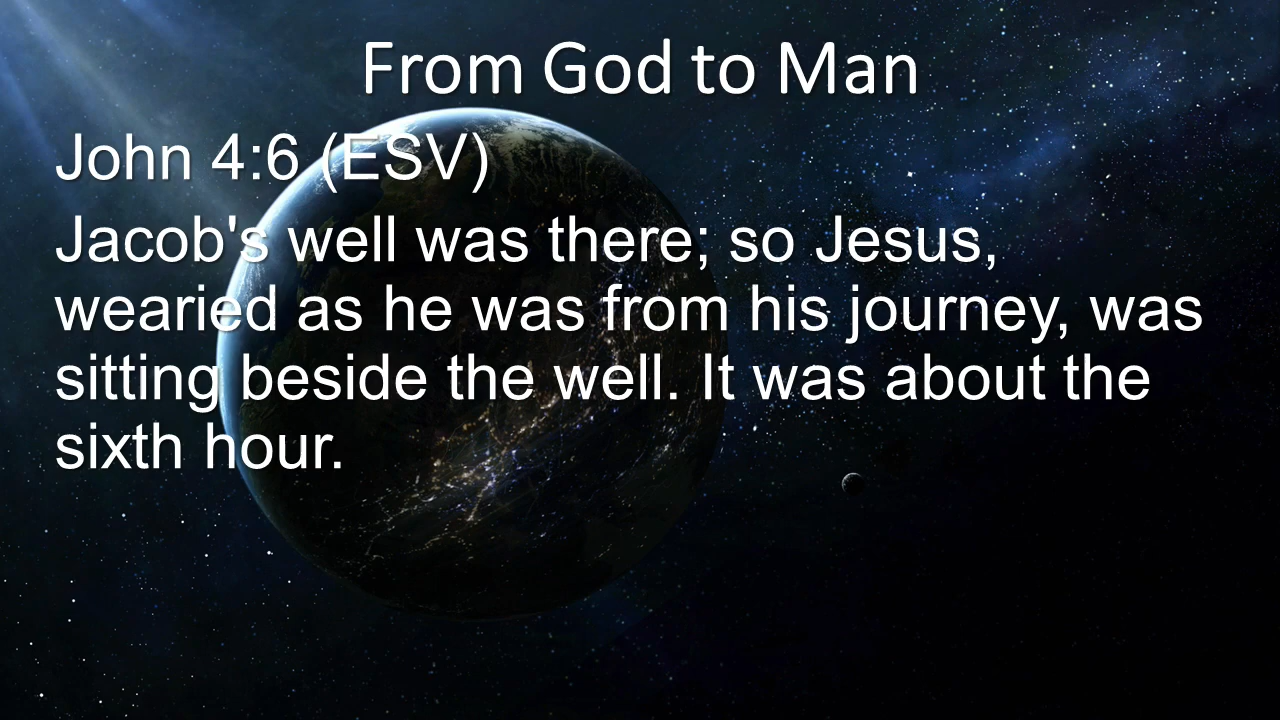 From God to Man
John 4:6 (ESV)
Jacob's well was there; so Jesus,
wearied as he was from his journey, was
sitting beside the well. It was about the
sixth hour.